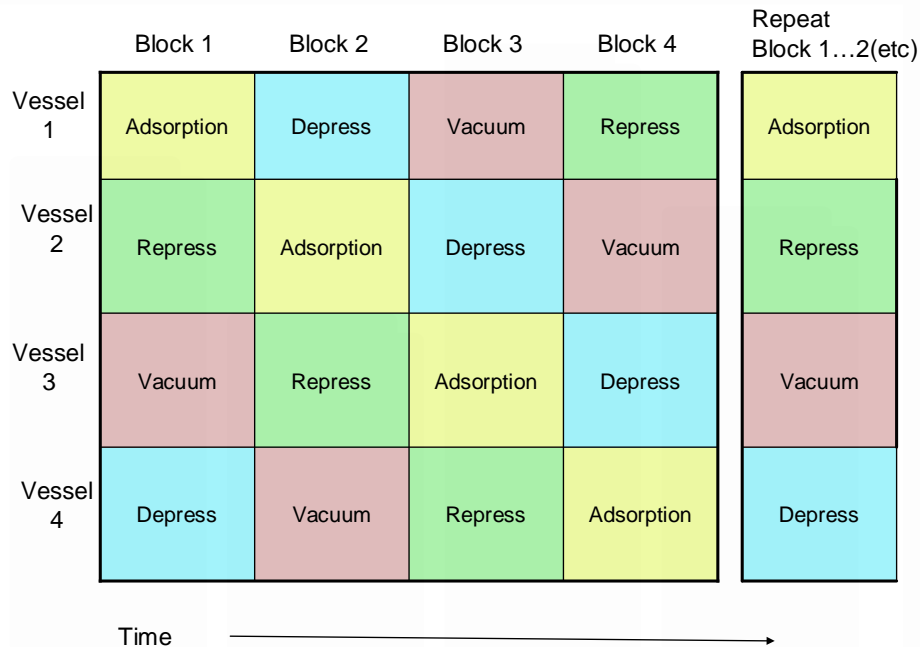 Block 1
Block 2
Block 3
Block 4
Repeat
Block 1…2(etc)
Vessel
1
Adsorption
Depress
Vacuum
Repress
Adsorption
Vessel
2
Repress
Adsorption
Depress
Vacuum
Repress
Vessel
3
Vacuum
Repress
Adsorption
Depress
Vacuum
Vessel
4
Depress
Vacuum
Repress
Adsorption
Depress
Time